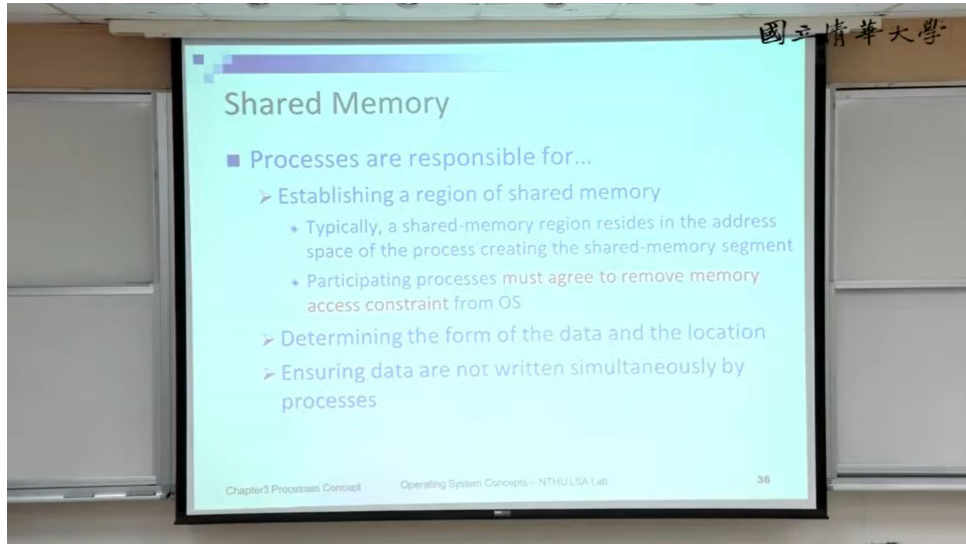 國立清華大學
Shared Memory
Processes are responsible for...
Establishing a region of shared memory
Typically, a shared-memory region resides in the address
space of the process creating the shared-memory segment
Participating processes must agree to remove memory
access constraint from OS
Determining the form of the data and the location
Ensuring data are not written simultaneously by
processes
Chapter3 Processes Concept Operating System Concepts – NTHU LSA Lab 36